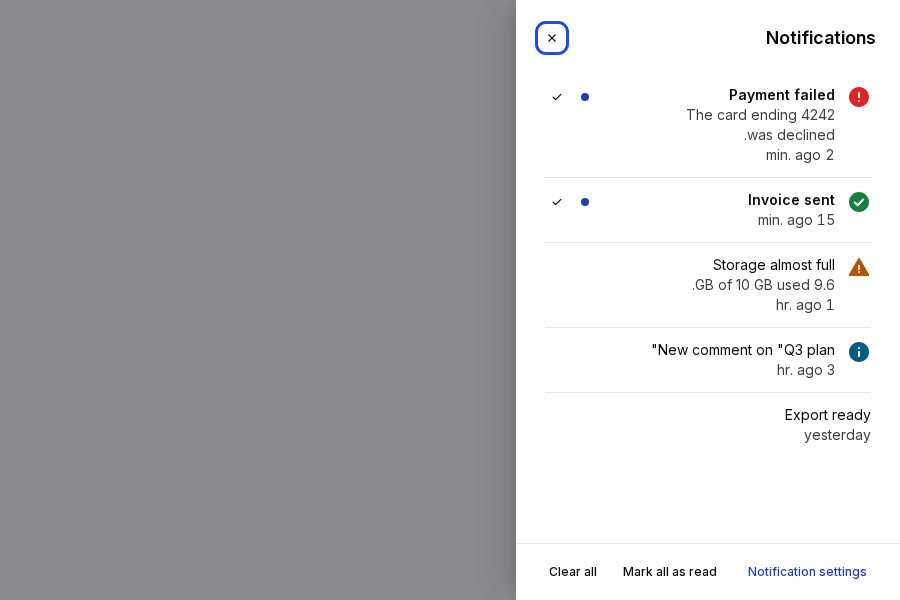 Notifications
Payment failed
The card ending 4242
.was declined
min. ago 2
Invoice sent
min. ago 15
Storage almost full
.GB of 10 GB used 9.6
hr. ago 1
"New comment on "Q3 plan
hr. ago 3
Export ready
yesterday
Clear all
Mark all as read
Notification settings